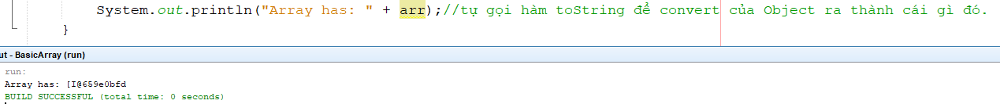 System.out.println("Array has: " + arr);//tự gọi hàm toString để convert của Object ra thành cái gì đó.
}
ut - BasicArray (run)
run:
Array has: [I@659e0bfd
BUILD SUCCESSFUL (total time: 0 seconds)